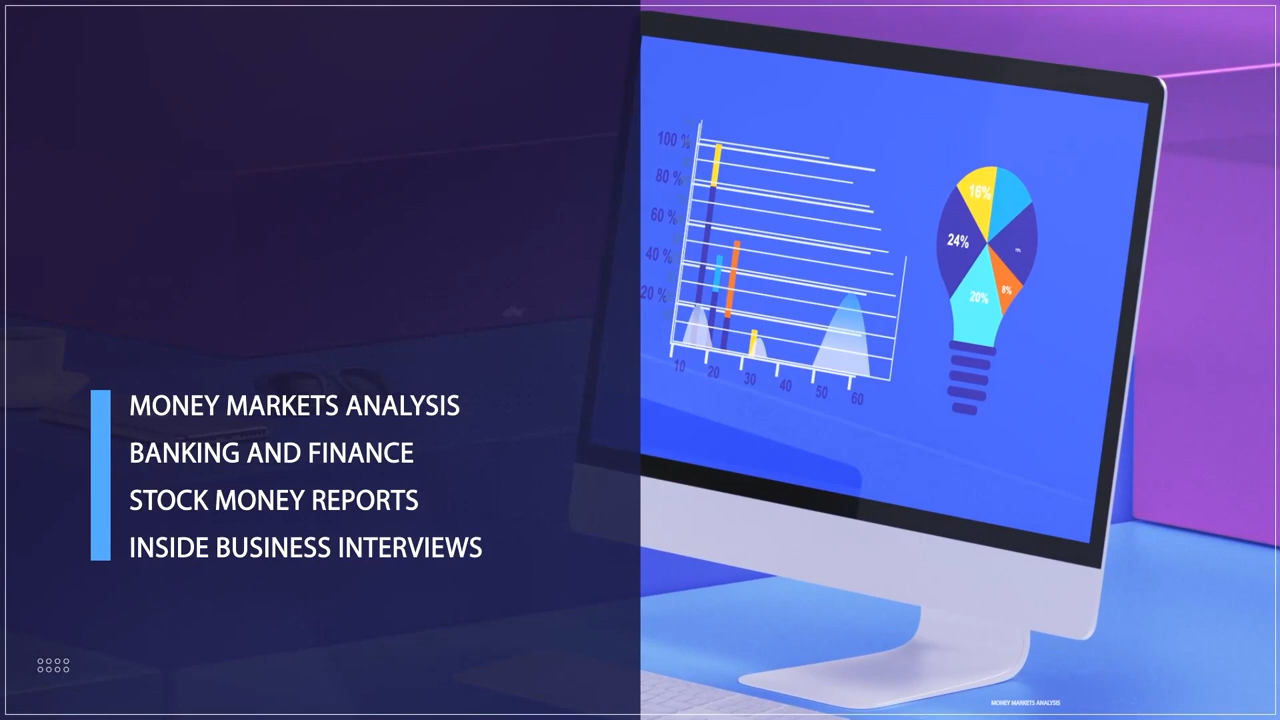 MONEY MARKETS ANALYSIS
BANKING AND FINANCE
STOCK MONEY REPORTS
INSIDE BUSINESS INTERVIEWS
100 %
80 %
60 %
40 %
20 %
10 20 30 40 50 60
16%
24%
20%
8%
MONEY MARKETS ANALYSIS